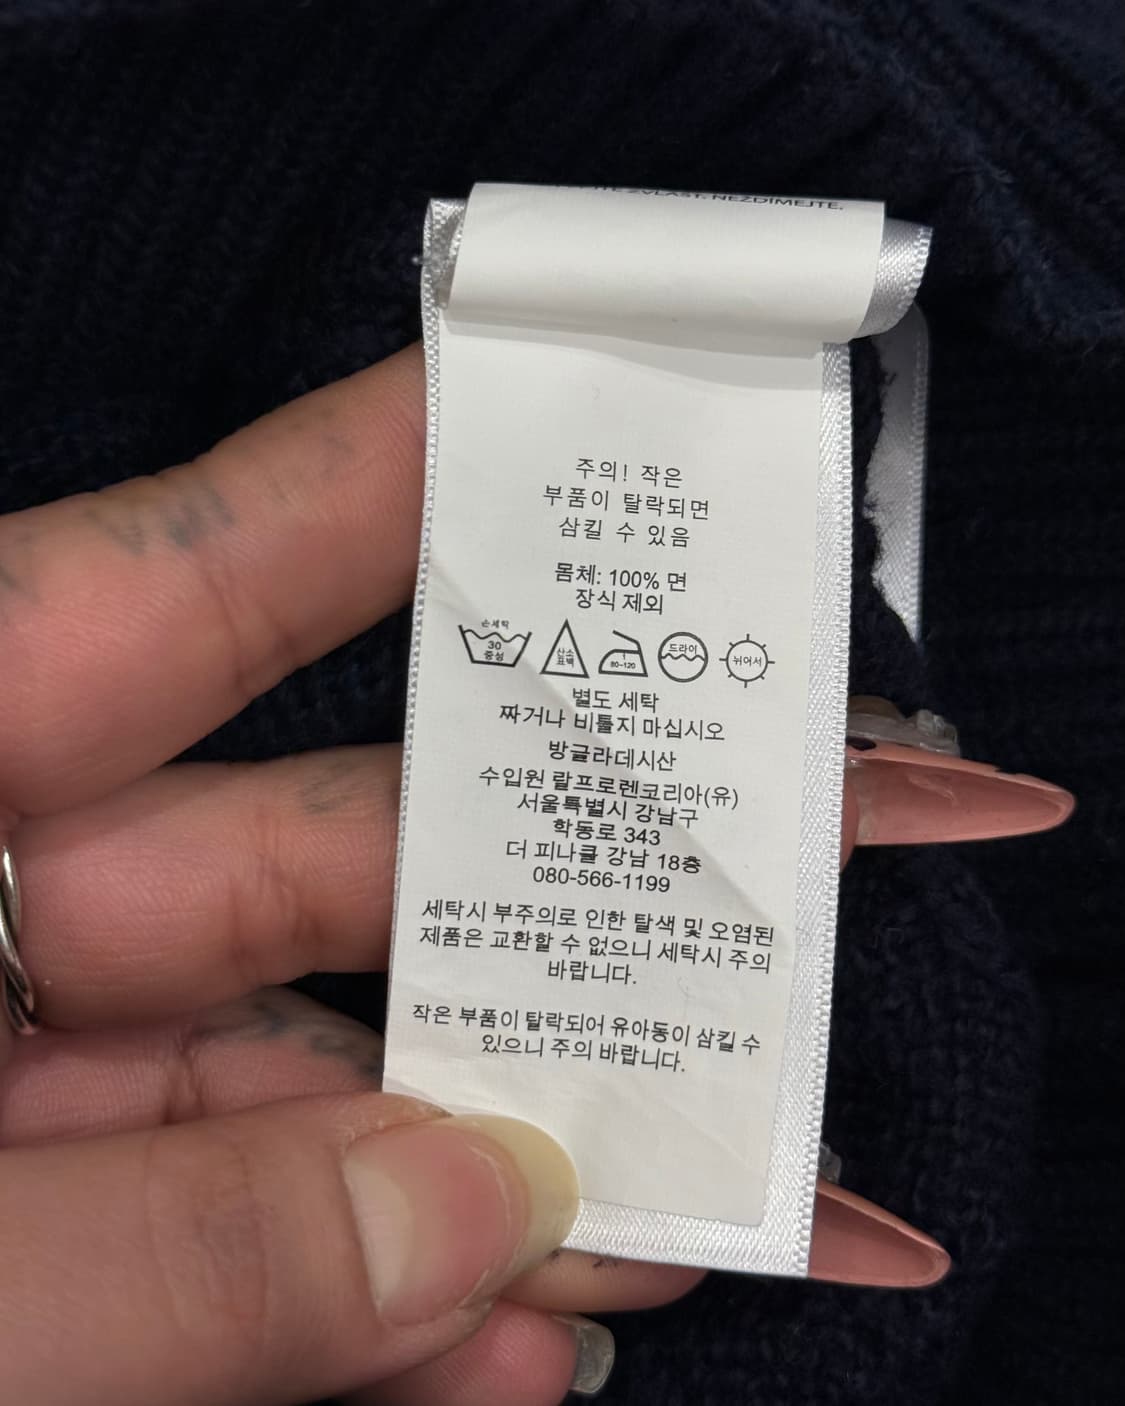 ZVLÁŠŤ. NEŽDÍMEJTE.
주의! 작은
부품이 탈락되면
삼킬 수 있음
몸체: 100% 면
장식 제외
손세탁
30
중성
산소
표백
1
80-120
드라이
뉘어서
별도 세탁
짜거나 비틀지 마십시오
방글라데시산
수입원 랄프로렌코리아(유)
서울특별시 강남구
학동로 343
더 피나클 강남 18층
080-566-1199
세탁시 부주의로 인한 탈색 및 오염된
제품은 교환할 수 없으니 세탁시 주의
바랍니다.
작은 부품이 탈락되어 유아동이 삼킬 수
있으니 주의 바랍니다.